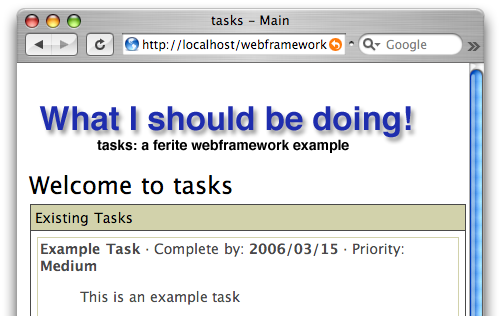 tasks – Main
http://localhost/webframework
Google
What I should be doing!
tasks: a ferite webframework example
Welcome to tasks
Existing Tasks
Example Task · Complete by: 2006/03/15 · Priority:
Medium
This is an example task